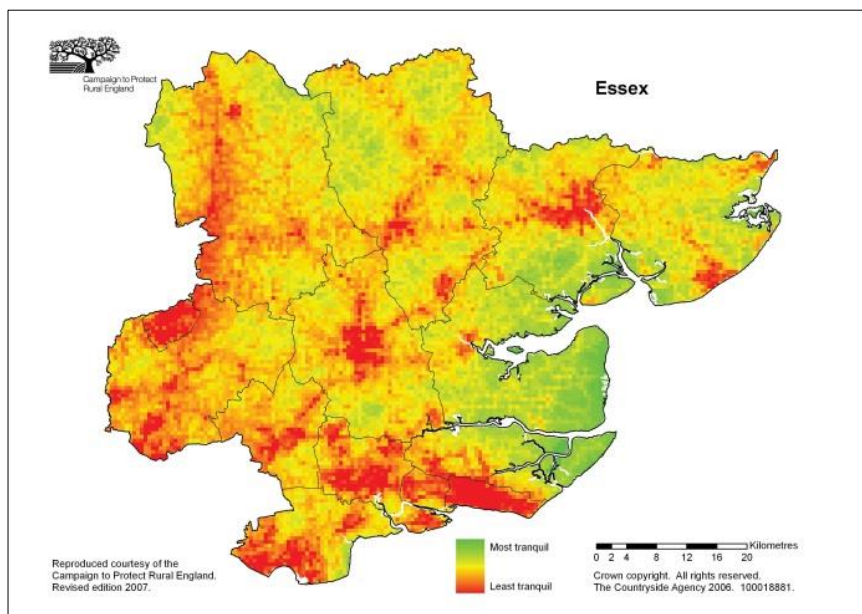 Campaign to Protect
Rural England
Essex
Most tranquil
Least tranquil
0 2 4 8 12 16 20 Kilometres
Reproduced courtesy of the
Campaign to Protect Rural England.
Revised edition 2007.
Crown copyright. All rights reserved.
The Countryside Agency 2006. 100018881.